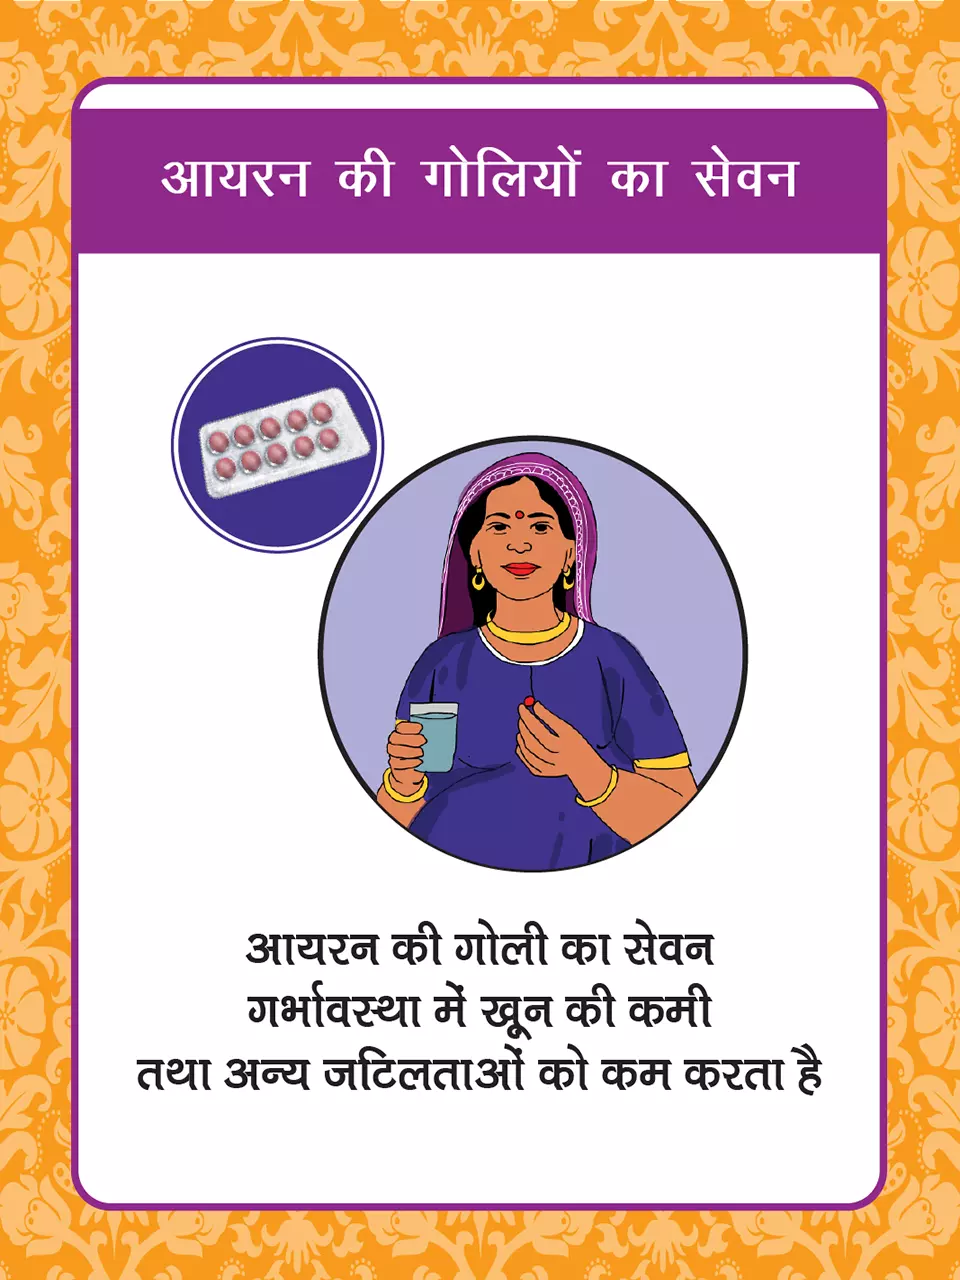 आयरन की गोलियों का सेवन
आयरन की गोली का सेवन
गर्भावस्था में खून की कमी
तथा अन्य जटिलताओं को कम करता है